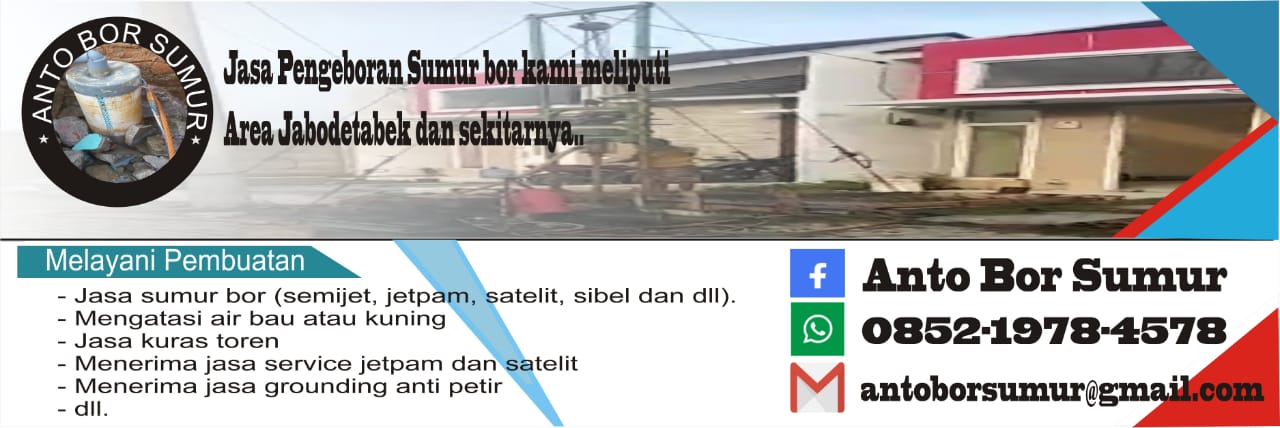 ANTO BOR SUMUR
Jasa Pengeboran Sumur bor kami meliputi
Area Jabodetabek dan sekitarnya..
Melayani Pembuatan
- Jasa sumur bor (semijet, jetpam, satelit, sibel dan dll).
- Mengatasi air bau atau kuning
- Jasa kuras toren
- Menerima jasa service jetpam dan satelit
- Menerima jasa grounding anti petir
- dll.
Anto Bor Sumur
0852-1978-4578
antoborsumur@gmail.com